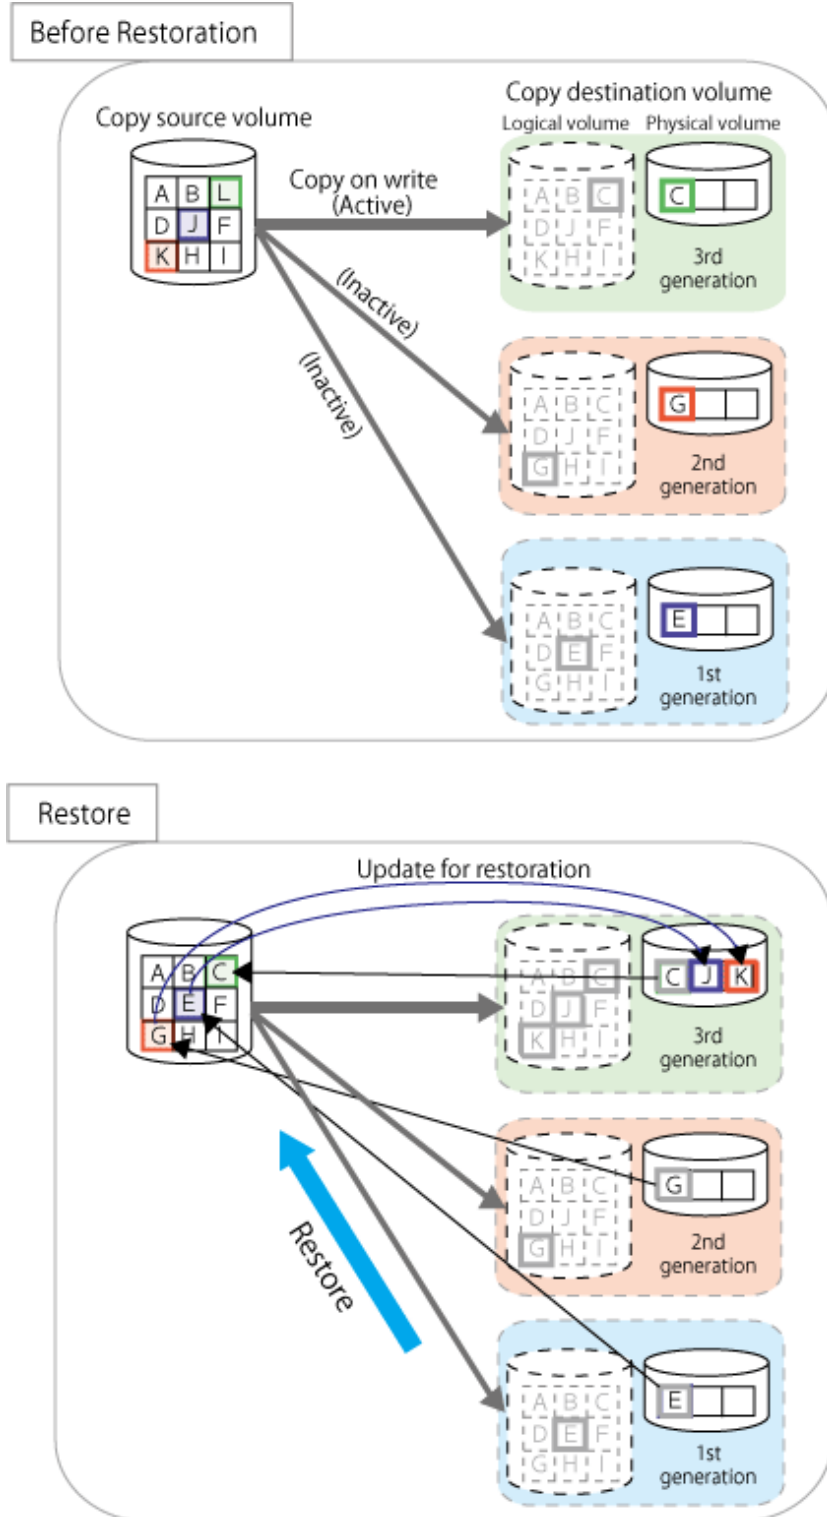 Before Restoration
Copy destination volume
Copy source volume
Logical volume Physical volume
Copy on write
(Active)
A B L
D J F
K H I
A B C
D J F
K H I
C
3rd
generation
(Inactive)
(Inactive)
A B C
D J F
G H I
G
2nd
generation
A B C
D E F
G H I
E
1st
generation
Restore
Update for restoration
A B C
D E F
G H I
A B C
D J F
K H I
C J K
3rd
generation
Restore
A B C
D J F
G H I
G
2nd
generation
A B C
D E F
G H I
E
1st
generation